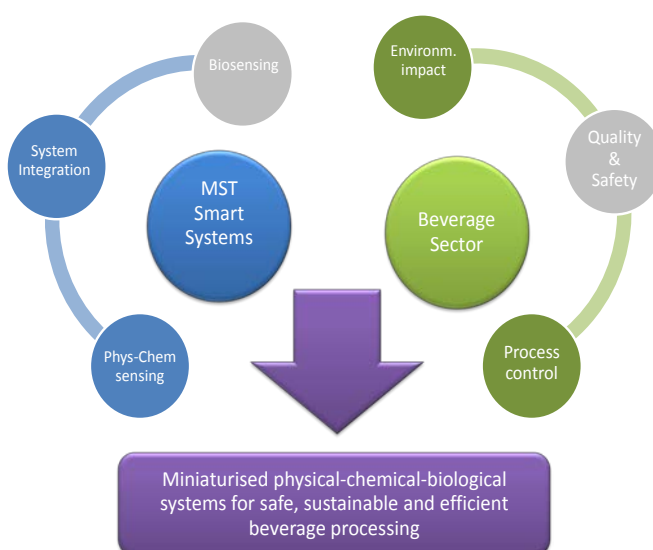 Biosensing
System
Integration
Phys-Chem
sensing
MST
Smart
Systems
Environm.
impact
Quality
&
Safety
Process
control
Beverage
Sector
Miniaturised physical-chemical-biological
systems for safe, sustainable and efficient
beverage processing